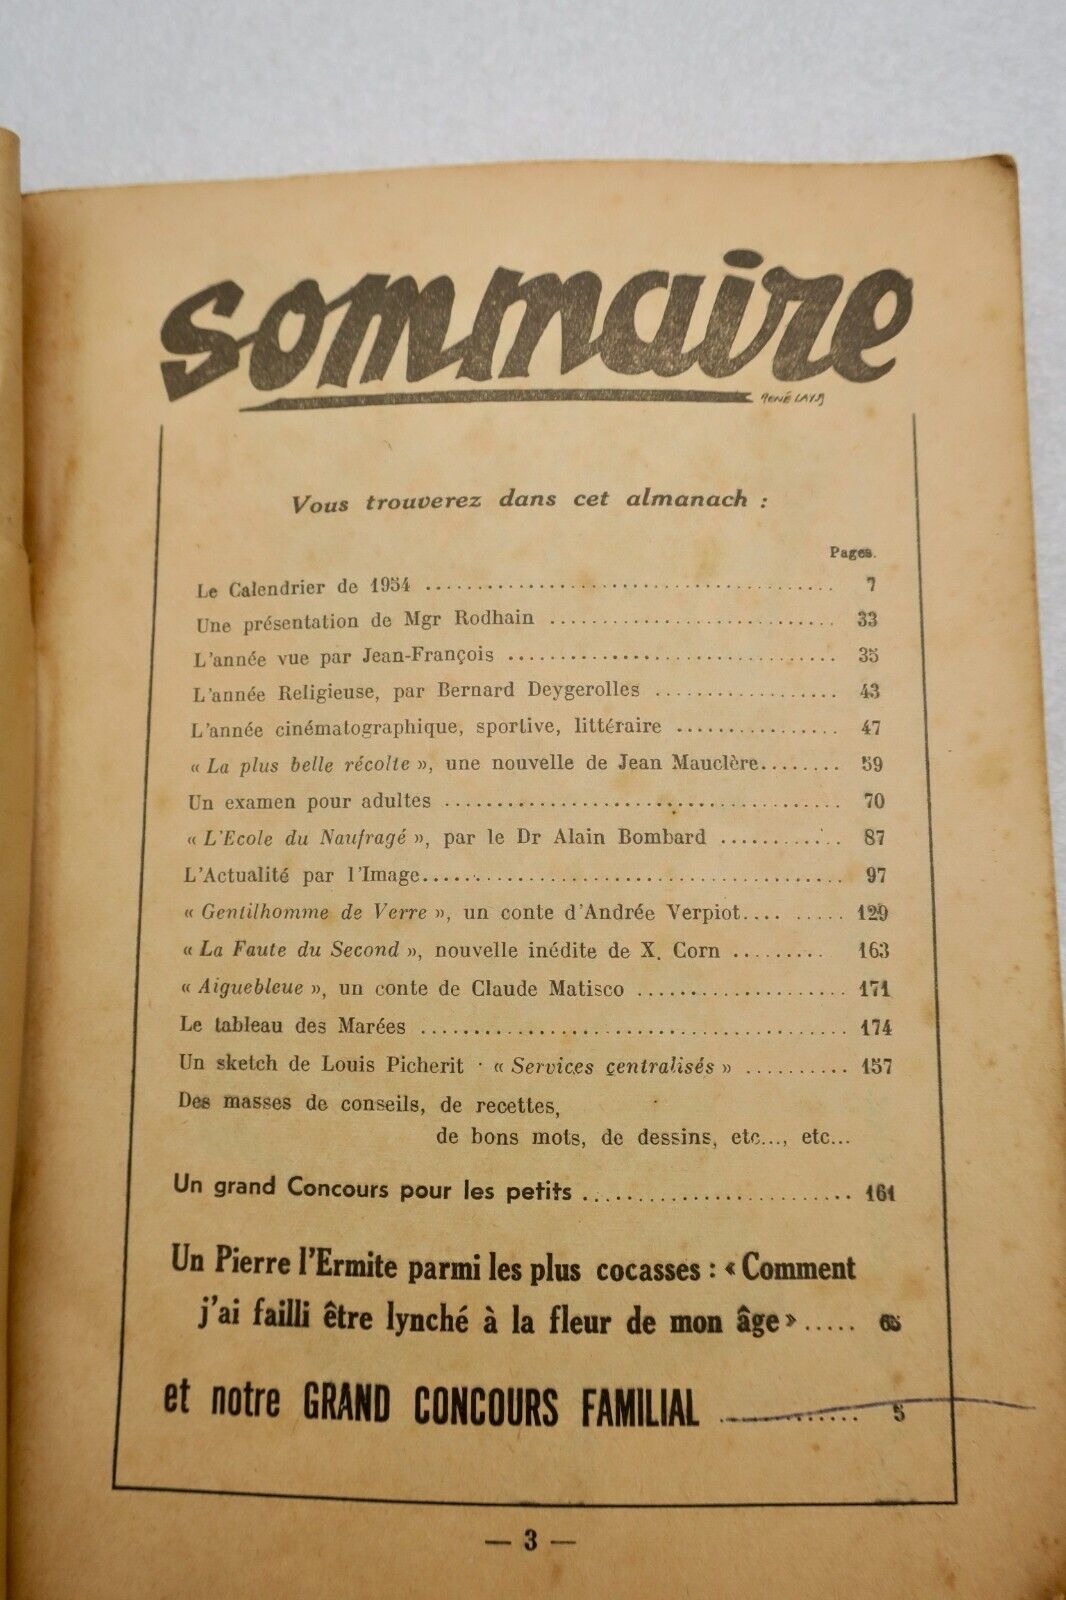 sommaire
RENÉ
Vous trouverez dans cet almanach :
Pages.
Le Calendrier de 1954 ........................................ 7
Une présentation de Mgr Rodhain ............................ 33
L'année vue par Jean-François ................................ 35
L'année Religieuse, par Bernard Deygerolles .................. 43
L'année cinématographique, sportive, littéraire ................ 47
« La plus belle récolte », une nouvelle de Jean Mauclère........ 59
Un examen pour adultes ........................................ 70
« L'Ecole du Naufragé », par le Dr Alain Bombard ............ 87
L'Actualité par l'Image.......................................... 97
« Gentilhomme de Verre », un conte d'Andrée Verpiot.... ......... 129
« La Faute du Second », nouvelle inédite de X. Corn ......... 163
« Aiguebleue », un conte de Claude Matisco ..................... 171
Le tableau des Marées ........................................... 174
Un sketch de Louis Picherit · « Services centralisés » .......... 157
Des masses de conseils, de recettes,
de bons mots, de dessins, etc..., etc...
Un grand Concours pour les petits .......................... 161
Un Pierre l'Ermite parmi les plus cocasses : « Comment
j'ai failli être lynché à la fleur de mon âge » ..... 65
et notre GRAND CONCOURS FAMILIAL .............. 5
— 3 —